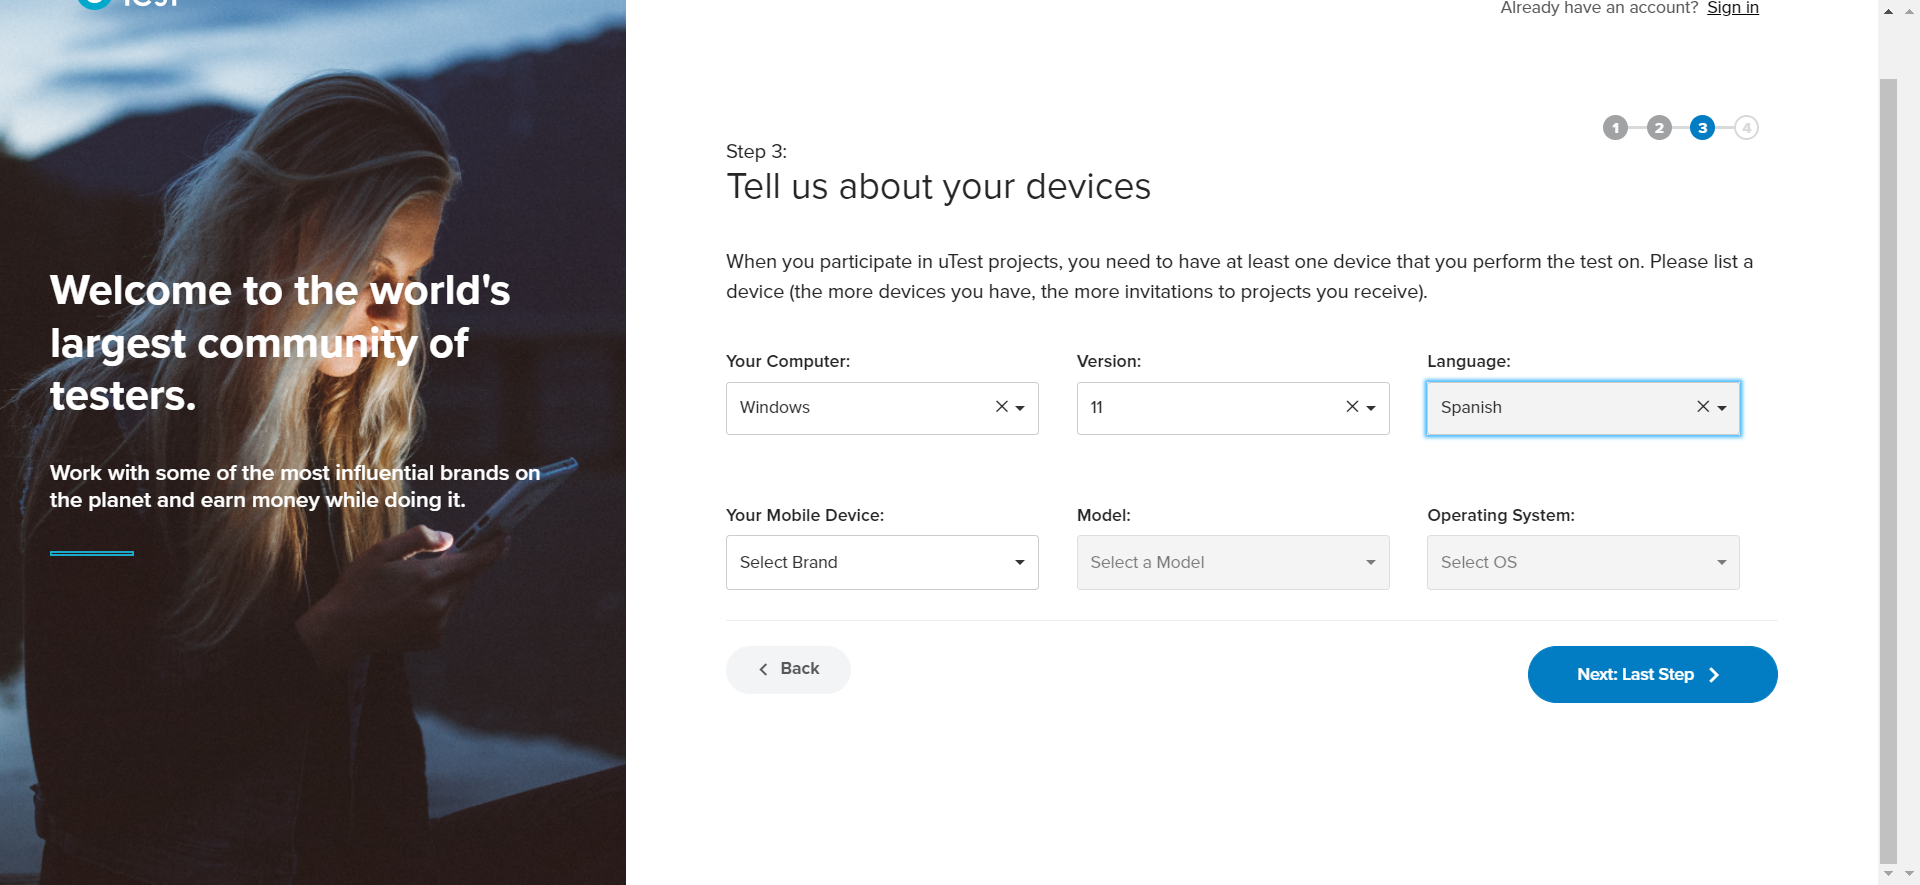 Already have an account? Sign in
1 2 3 4
Step 3:
Tell us about your devices
Welcome to the world's
largest community of
testers.
Work with some of the most influential brands on
the planet and earn money while doing it.
When you participate in uTest projects, you need to have at least one device that you perform the test on. Please list a
device (the more devices you have, the more invitations to projects you receive).
Your Computer: Version: Language:
Windows 11 Spanish
Your Mobile Device: Model: Operating System:
Select Brand Select a Model Select OS
Back Next: Last Step